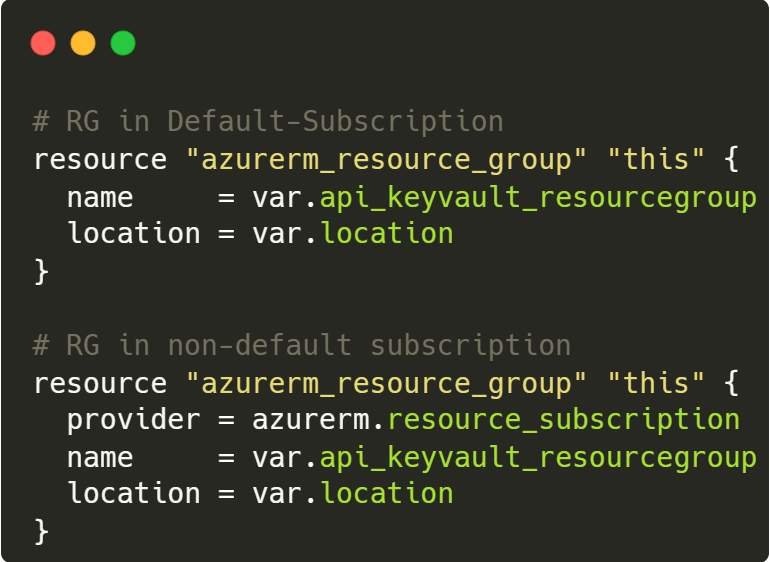 # RG in Default-Subscription
resource "azurerm_resource_group" "this" {
  name     = var.api_keyvault_resourcegroup
  location = var.location
}

# RG in non-default subscription
resource "azurerm_resource_group" "this" {
  provider = azurerm.resource_subscription
  name     = var.api_keyvault_resourcegroup
  location = var.location
}